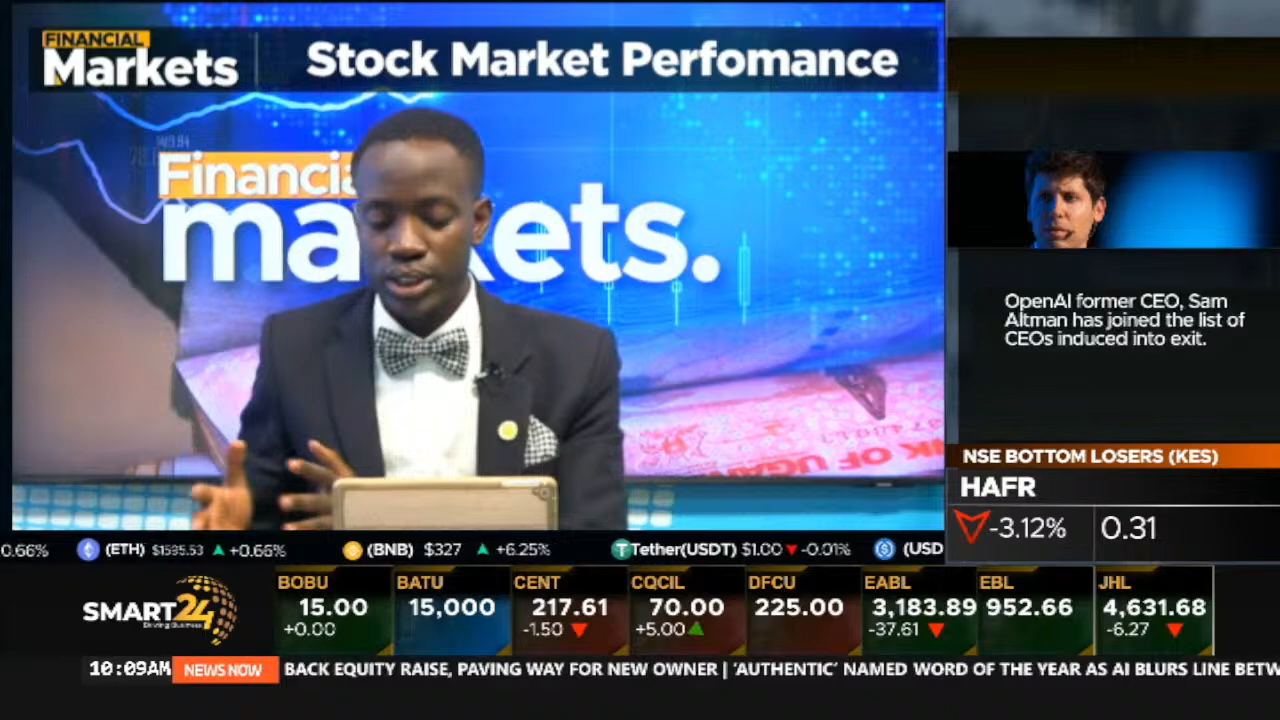 FINANCIAL
Markets
Stock Market Perfomance
Financia
ma ets.
OpenAI former CEO, Sam
Altman has joined the list of
CEOs induced into exit.
NSE BOTTOM LOSERS (KES)
HAFR
-3.12% 0.31
0.66% (ETH) $1595.53 +0.66% (BNB) $327 +6.25% Tether(USDT) $1.00 -0.01% (USD
SMART24
Driving Business
BOBU BATU CENT CQCIL DFCU EABL EBL JHL
15.00 15,000 217.61 70.00 225.00 3,183.89 952.66 4,631.68
+0.00 -1.50 +5.00 -37.61 -6.27
10:09AM NEWS NOW BACK EQUITY RAISE, PAVING WAY FOR NEW OWNER | 'AUTHENTIC' NAMED WORD OF THE YEAR AS AI BLURS LINE BETW